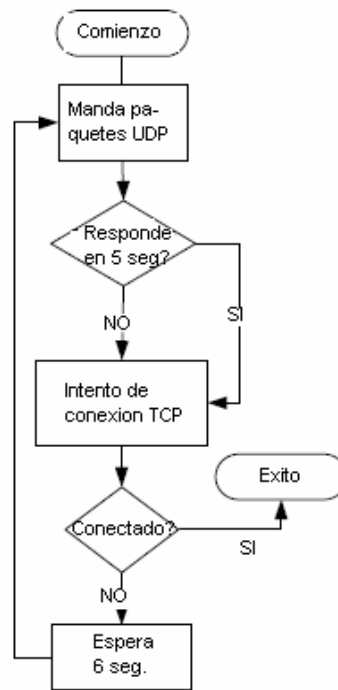 Comienzo
Manda pa-
quetes UDP
Responde
en 5 seg?
SI
NO
Intento de
conexion TCP
Exito
Conectado?
SI
NO
Espera
6 seg.